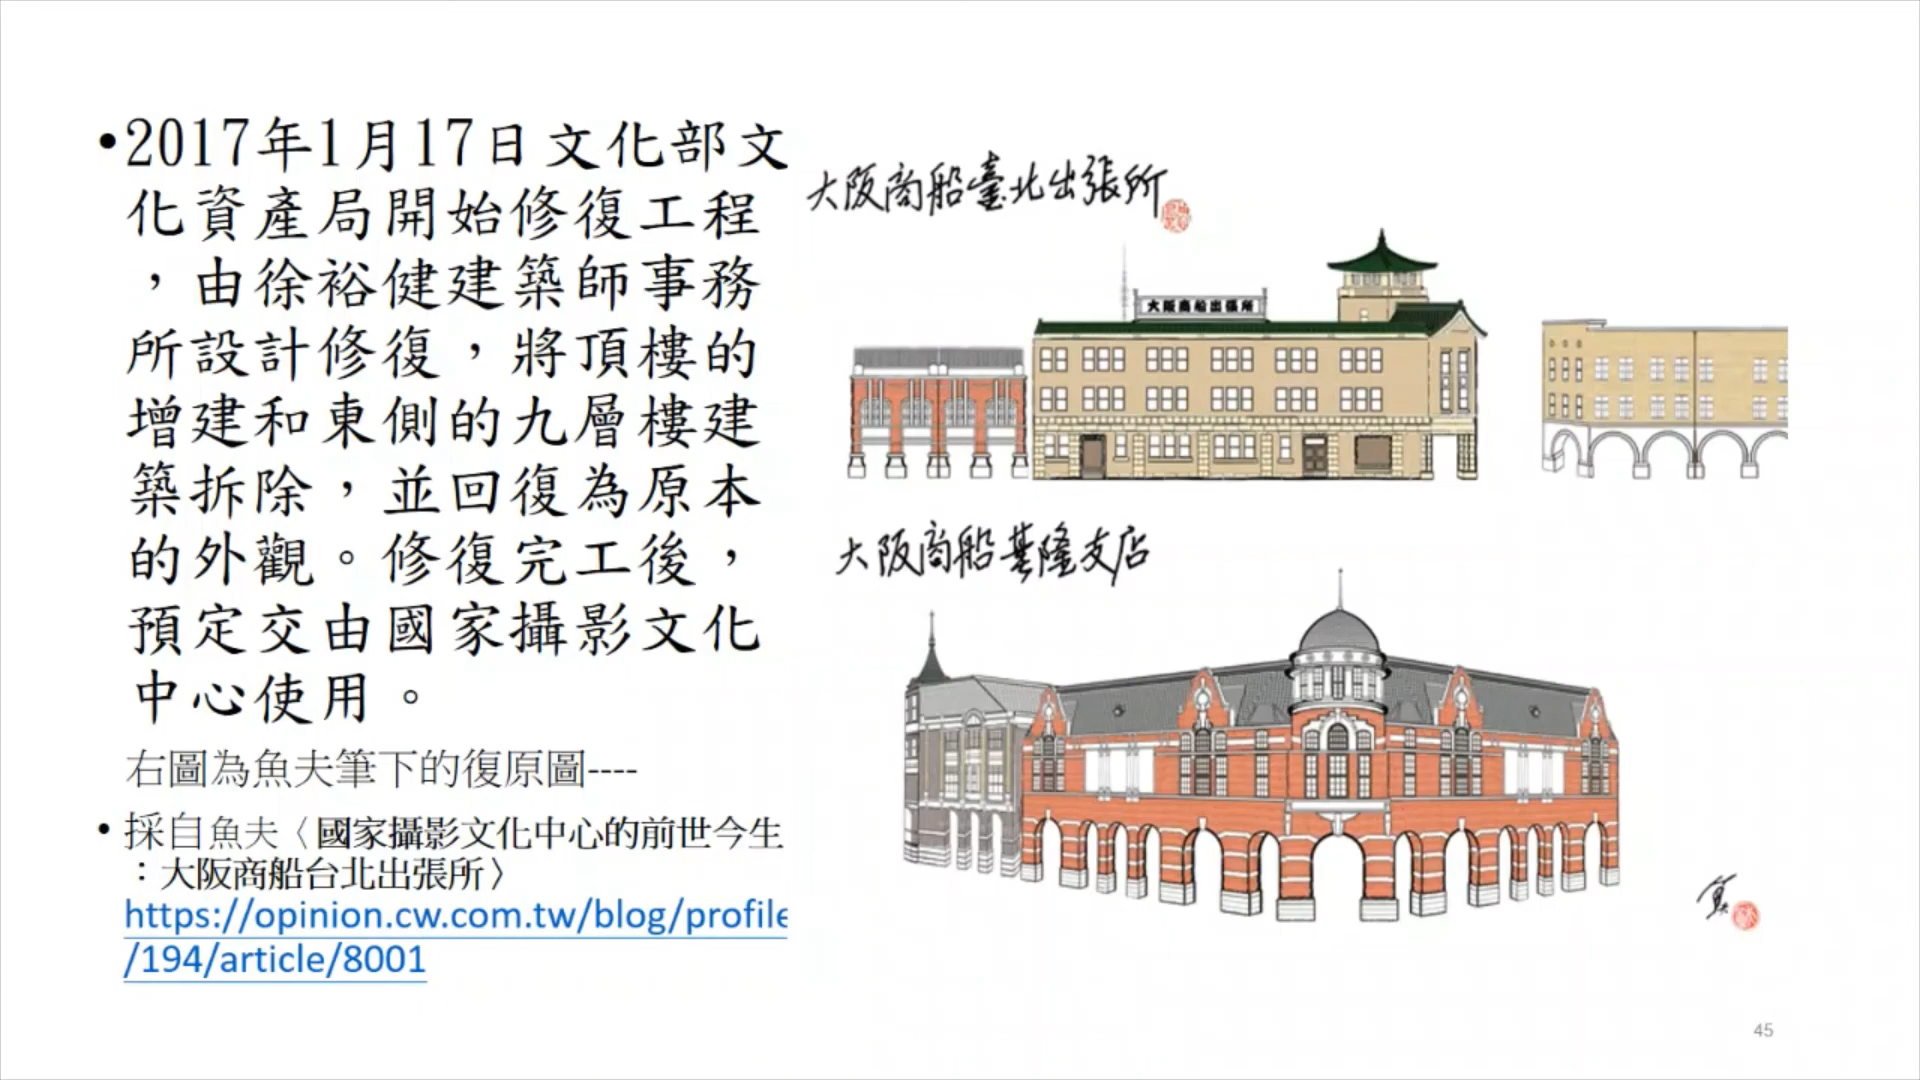 •2017年1月17日文化部文
化資產局開始修復工程
，由徐裕健建築師事務
所設計修復，將頂樓的
增建和東側的九層樓建
築拆除，並回復為原本
的外觀。修復完工後，
預定交由國家攝影文化
中心使用。
右圖為魚夫筆下的復原圖----
• 採自魚夫〈國家攝影文化中心的前世今生
：大阪商船台北出張所〉
https://opinion.cw.com.tw/blog/profile
/194/article/8001
大阪商船臺北出張所
大阪商船出張所
大阪商船基隆支店
45